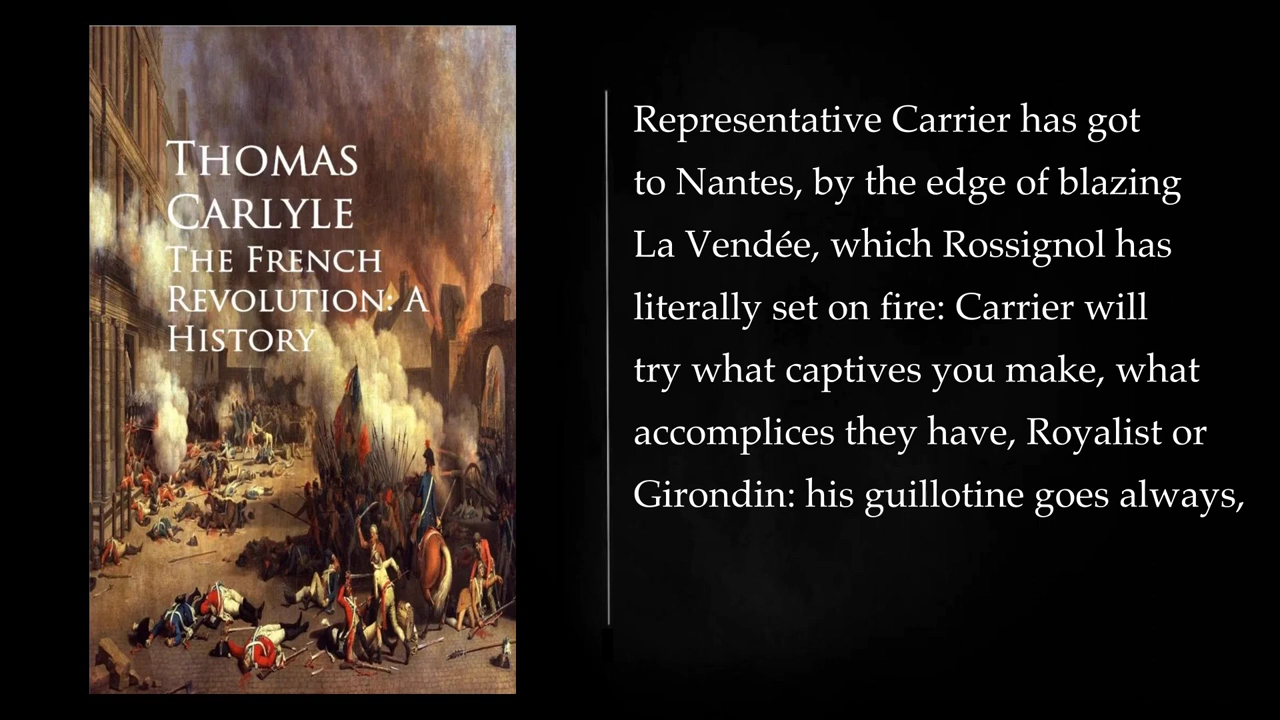 THOMAS
CARLYLE
THE FRENCH
REVOLUTION: A
HISTORY
Representative Carrier has got
to Nantes, by the edge of blazing
La Vendée, which Rossignol has
literally set on fire: Carrier will
try what captives you make, what
accomplices they have, Royalist or
Girondin: his guillotine goes always,